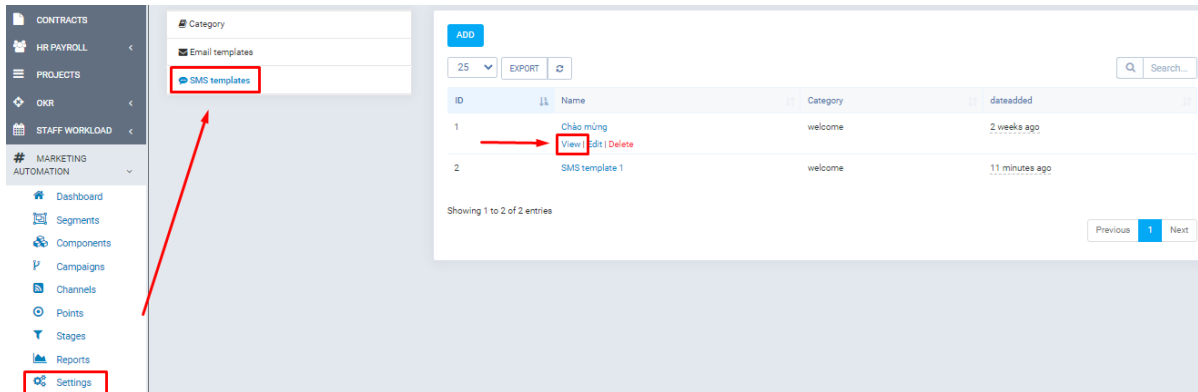 CONTRACTS
HR PAYROLL
PROJECTS
OKR
STAFF WORKLOAD
MARKETING
AUTOMATION
Dashboard
Segments
Components
Campaigns
Channels
Points
Stages
Reports
Settings
Category
Email templates
SMS templates
ADD
25 EXPORT Search...
ID Name Category dateadded
1 Chào mừng welcome 2 weeks ago
View | Edit | Delete
2 SMS template 1 welcome 11 minutes ago
Showing 1 to 2 of 2 entries
Previous 1 Next